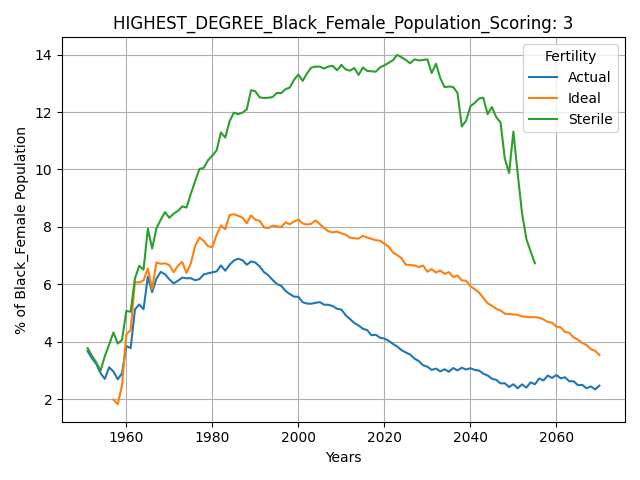 HIGHEST_DEGREE_Black_Female_Population_Scoring: 3
% of Black_Female Population
14
12
10
8
6
4
2
Fertility
Actual
Ideal
Sterile
1960
1980
2000
2020
2040
2060
Years